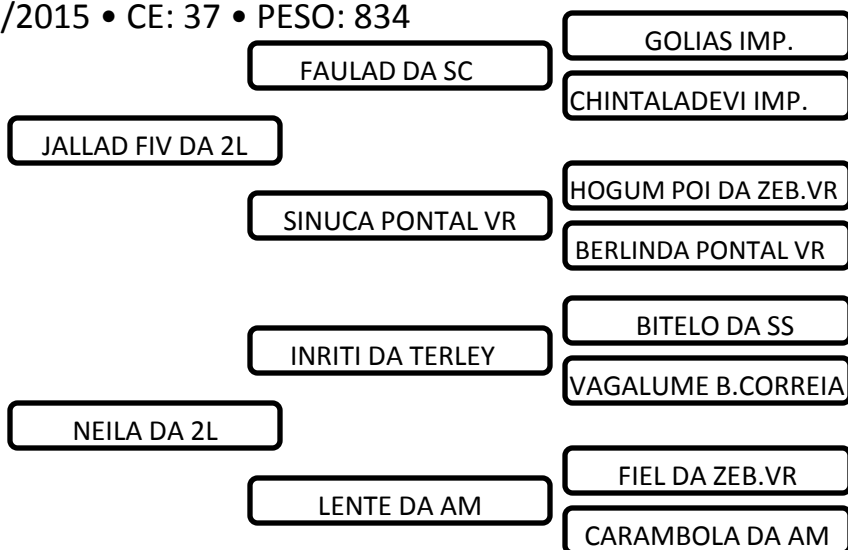 /2015 • CE: 37 • PESO: 834
GOLIAS IMP.
FAULAD DA SC
CHINTALADEVI IMP.
JALLAD FIV DA 2L
HOGUM POI DA ZEB.VR
SINUCA PONTAL VR
BERLINDA PONTAL VR
BITELO DA SS
INRITI DA TERLEY
VAGALUME B.CORREIA
NEILA DA 2L
FIEL DA ZEB.VR
LENTE DA AM
CARAMBOLA DA AM